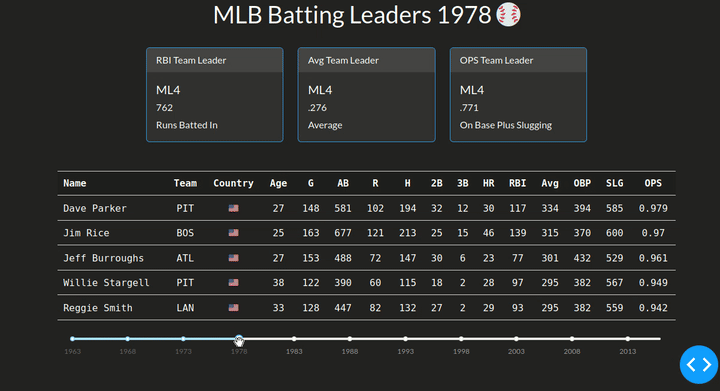 MLB Batting Leaders 1978
RBI Team Leader
ML4
762
Runs Batted In
Avg Team Leader
ML4
.276
Average
OPS Team Leader
ML4
.771
On Base Plus Slugging
Name Team Country Age G AB R H 2B 3B HR RBI Avg OBP SLG OPS
Dave Parker PIT 27 148 581 102 194 32 12 30 117 334 394 585 0.979
Jim Rice BOS 25 163 677 121 213 25 15 46 139 315 370 600 0.97
Jeff Burroughs ATL 27 153 488 72 147 30 6 23 77 301 432 529 0.961
Willie Stargell PIT 38 122 390 60 115 18 2 28 97 295 382 567 0.949
Reggie Smith LAN 33 128 447 82 132 27 2 29 93 295 382 559 0.942
1963 1968 1973 1978 1983 1988 1993 1998 2003 2008 2013